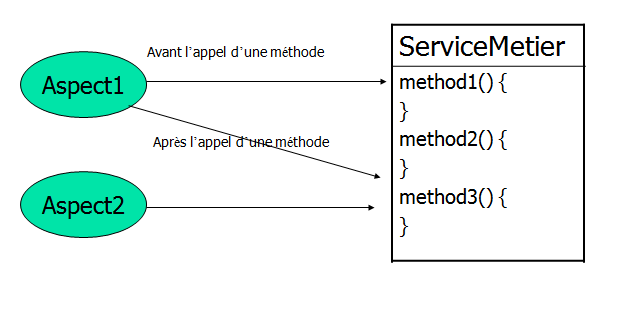 Avant l'appel d'une méthode
Aspect1
Après l'appel d'une méthode
Aspect2
ServiceMetier
method1() {
}
method2() {
}
method3() {
}